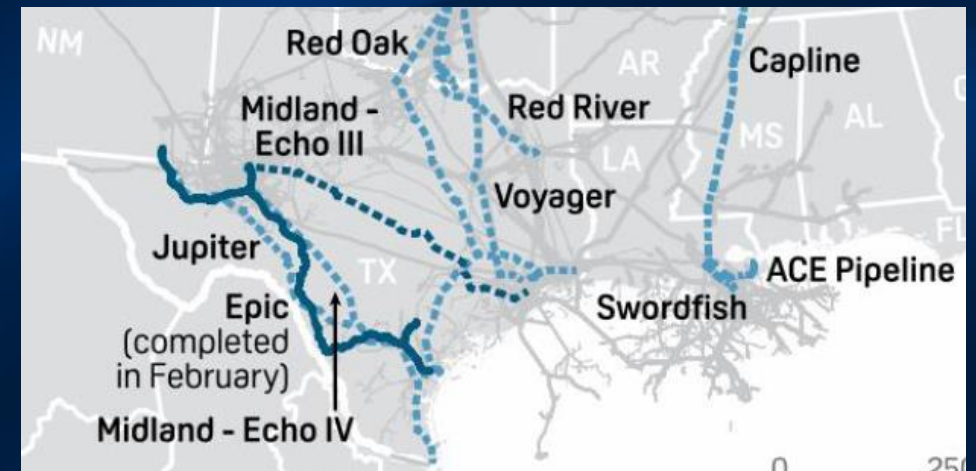 NM
Red Oak
AR
Capline
Midland -
Echo III
Red River
MS
AL
LA
Voyager
FL
Jupiter
TX
ACE Pipeline
Epic
(completed
in February)
Swordfish
Midland - Echo IV
0